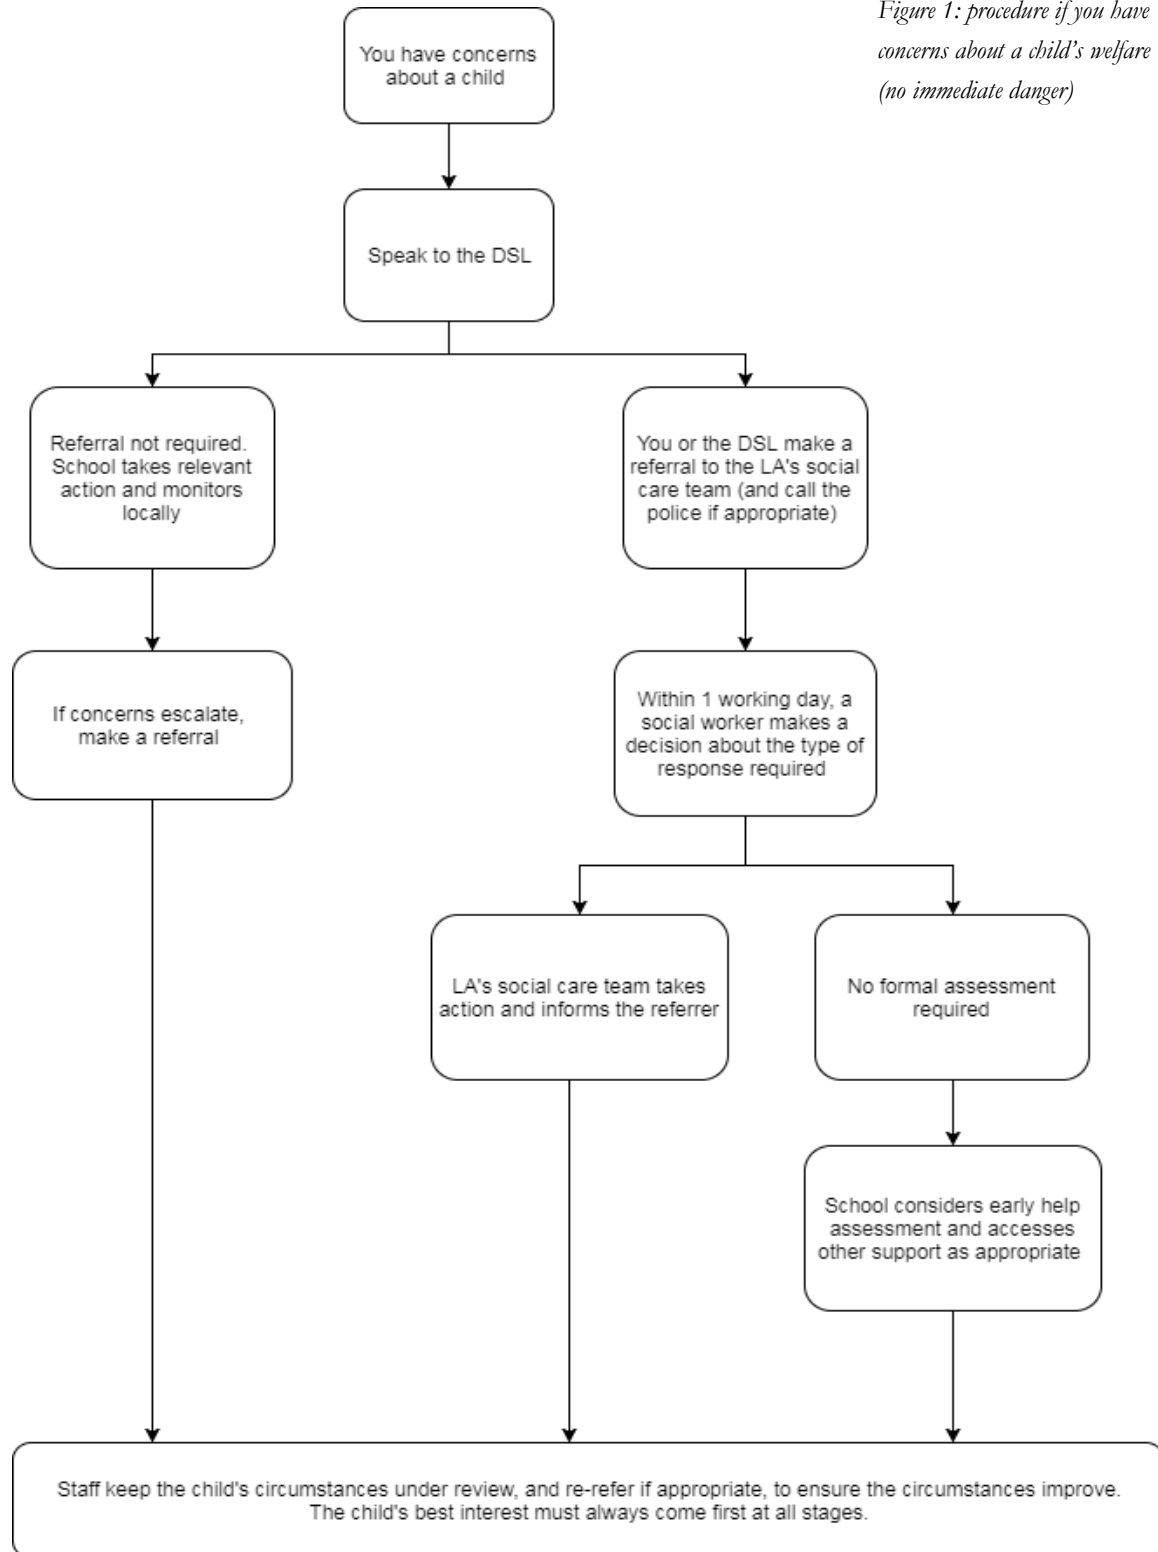 Figure 1: procedure if you have
concerns about a child's welfare
(no immediate danger)
You have concerns
about a child
Speak to the DSL
Referral not required.
School takes relevant
action and monitors
locally
You or the DSL make a
referral to the LA's social
care team (and call the
police if appropriate)
If concerns escalate,
make a referral
Within 1 working day, a
social worker makes a
decision about the type of
response required
LA's social care team takes
action and informs the referrer
No formal assessment
required
School considers early help
assessment and accesses
other support as appropriate
Staff keep the child's circumstances under review, and re-refer if appropriate, to ensure the circumstances improve.
The child's best interest must always come first at all stages.